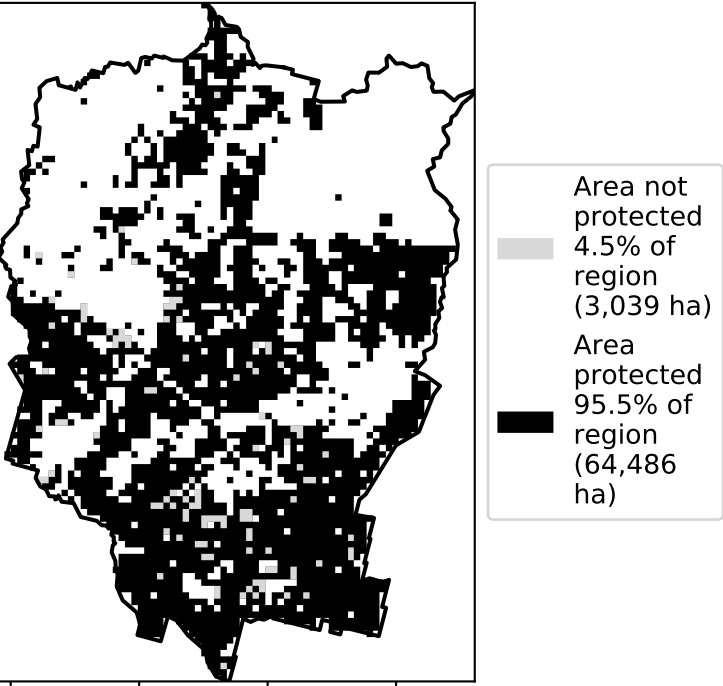 Area not
protected
4.5% of
region
(3,039 ha)
Area
protected
95.5% of
region
(64,486
ha)